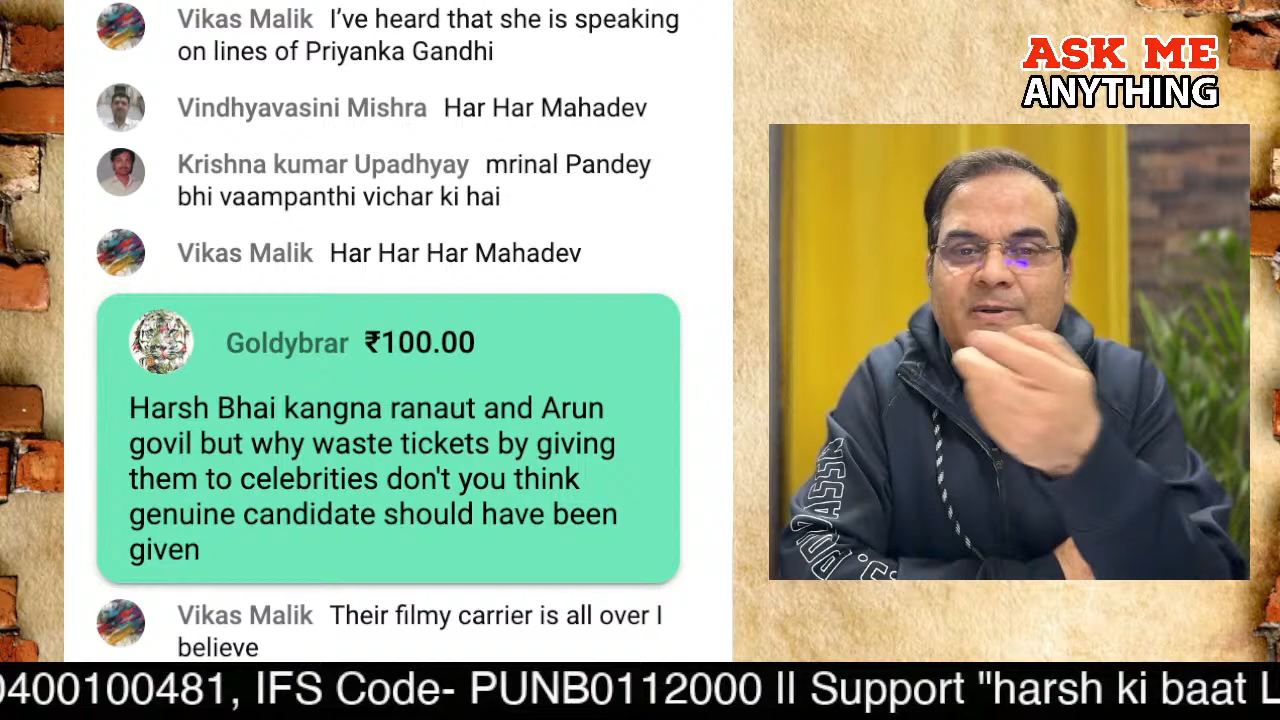 Vikas Malik I’ve heard that she is speaking
on lines of Priyanka Gandhi
Vindhyavasini Mishra Har Har Mahadev
Krishna kumar Upadhyay mrinal Pandey
bhi vaampanthi vichar ki hai
Vikas Malik Har Har Har Mahadev
Goldybrar ₹100.00
Harsh Bhai kangna ranaut and Arun
govil but why waste tickets by giving
them to celebrities don't you think
genuine candidate should have been
given
Vikas Malik Their filmy carrier is all over I
believe
ASK ME
ANYTHING
0400100481, IFS Code- PUNB0112000 ll Support "harsh ki baat L